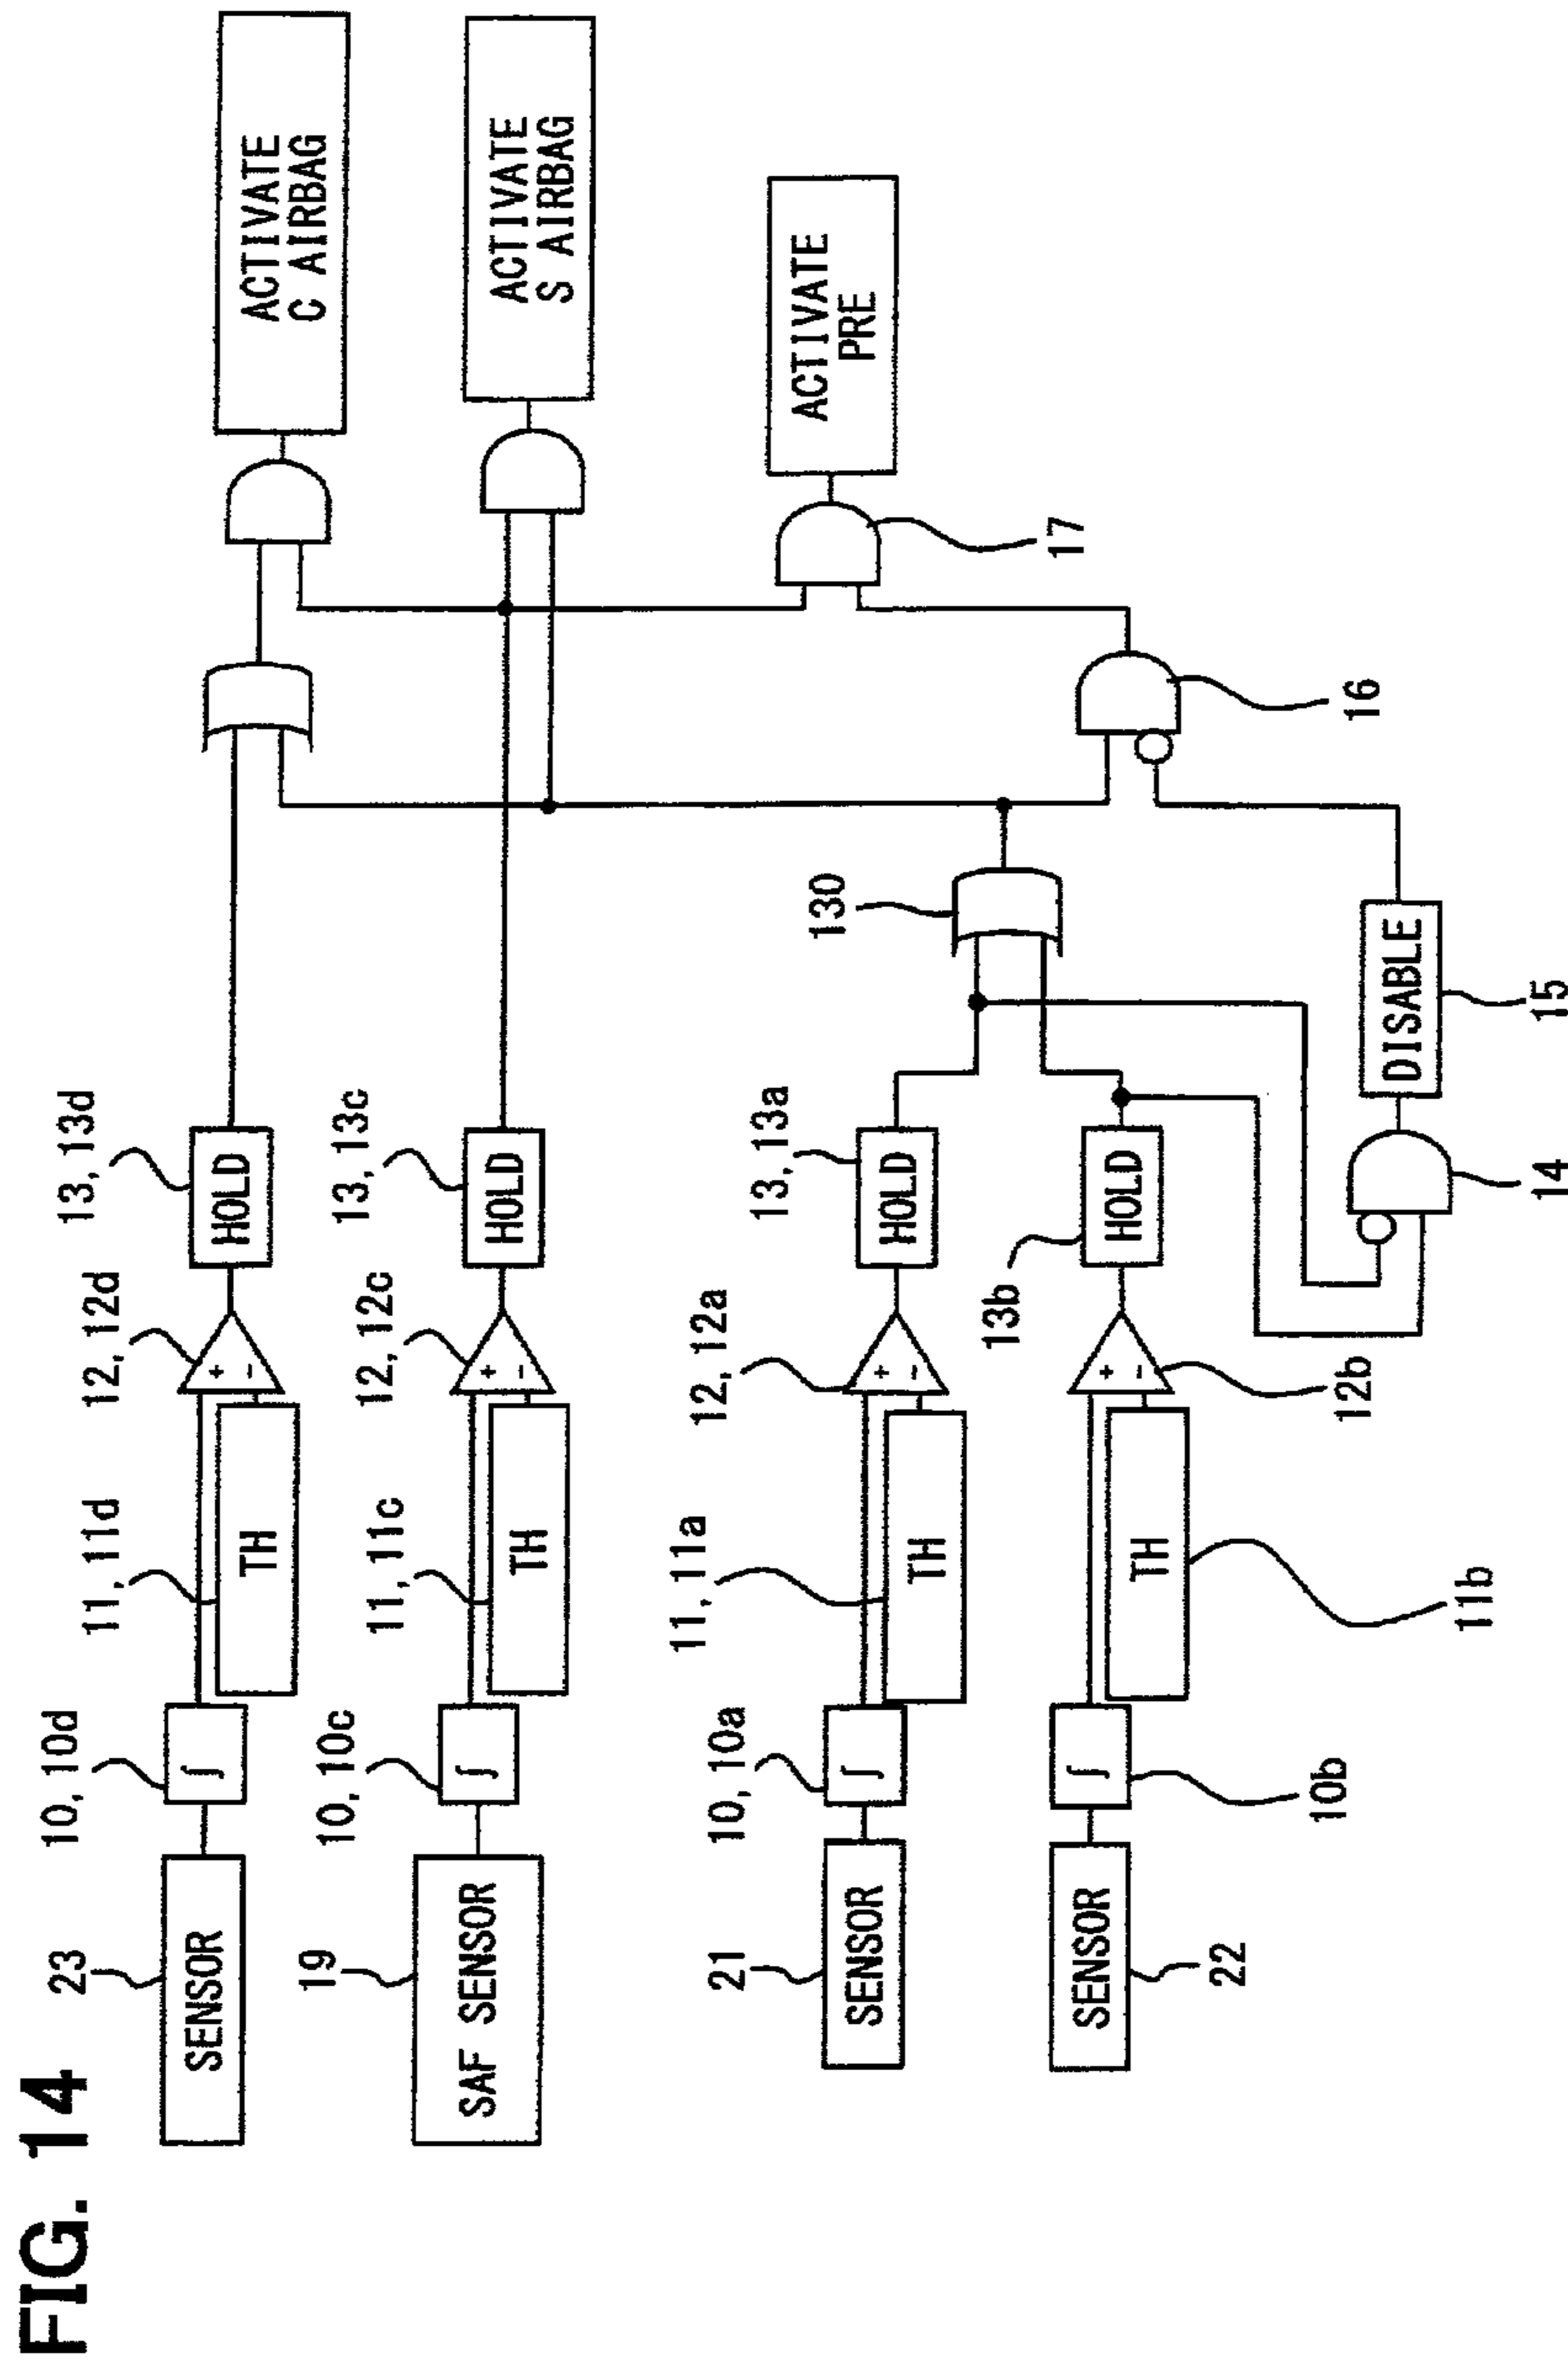 FIG. 14
23
SENSOR
10, 10d
∫
11, 11d
TH
12, 12d
+
−
13, 13d
HOLD
ACTIVATE
C AIRBAG
19
SAF SENSOR
10, 10c
∫
11, 11c
TH
12, 12c
+
−
13, 13c
HOLD
ACTIVATE
S AIRBAG
21
SENSOR
10, 10a
∫
11, 11a
TH
12, 12a
+
−
13, 13a
HOLD
130
ACTIVATE
PRE
17
22
SENSOR
10b
∫
11b
TH
12b
+
−
13b
HOLD
16
14
DISABLE
15